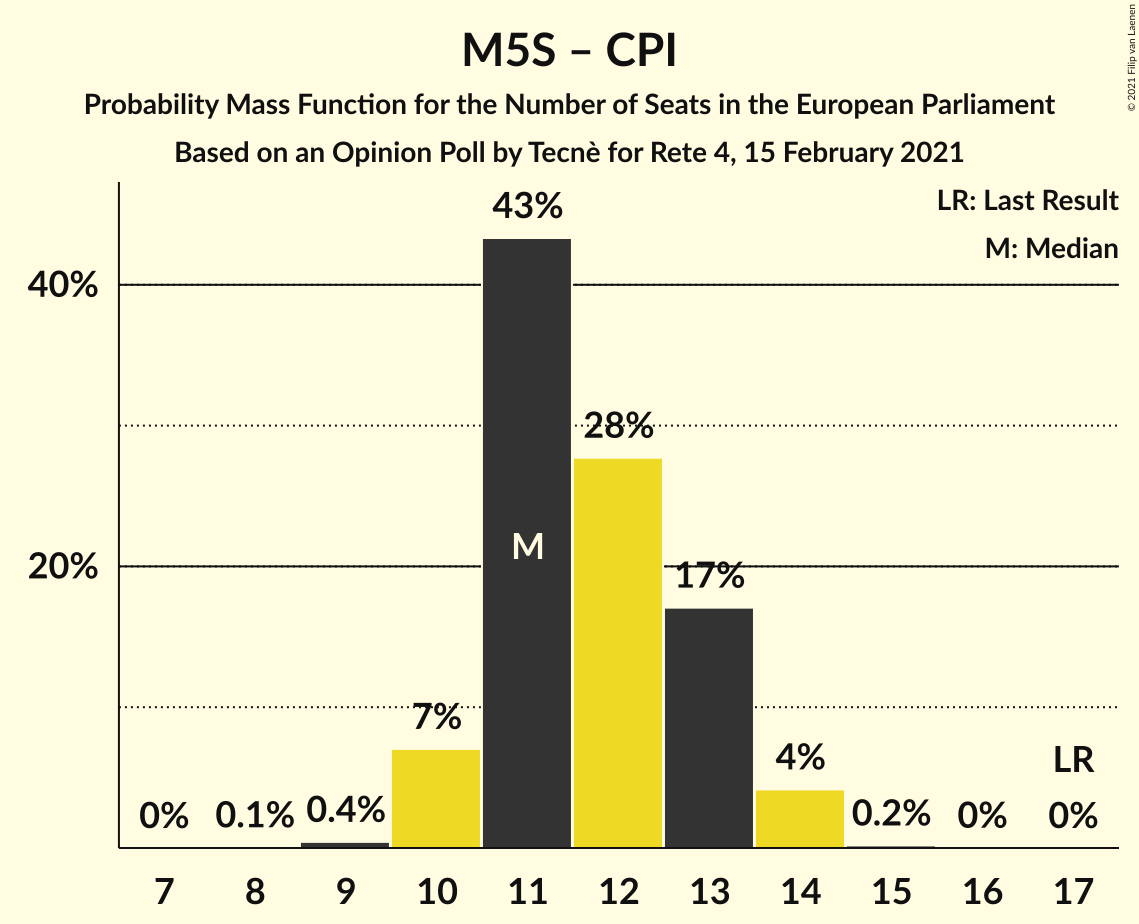 M5S – CPI
Probability Mass Function for the Number of Seats in the European Parliament
Based on an Opinion Poll by Tecnè for Rete 4, 15 February 2021
© 2021 Filip van Laenen
LR: Last Result
M: Median
43%
40%
28%
M
20%
17%
7%
4%
LR
0% 0.1% 0.4% 0.2% 0% 0%
7 8 9 10 11 12 13 14 15 16 17